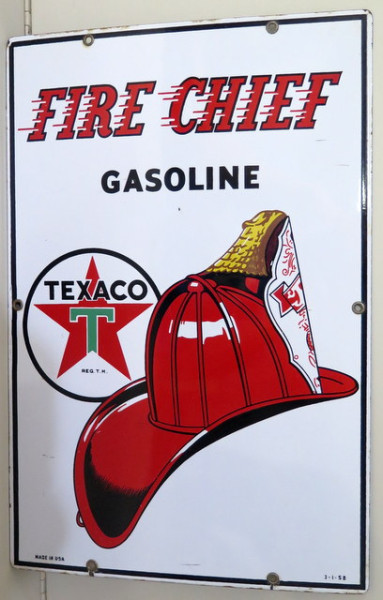 FIRE CHIEF
GASOLINE
TEXACO
T
REG. T.M.
MADE IN USA
3-1-58